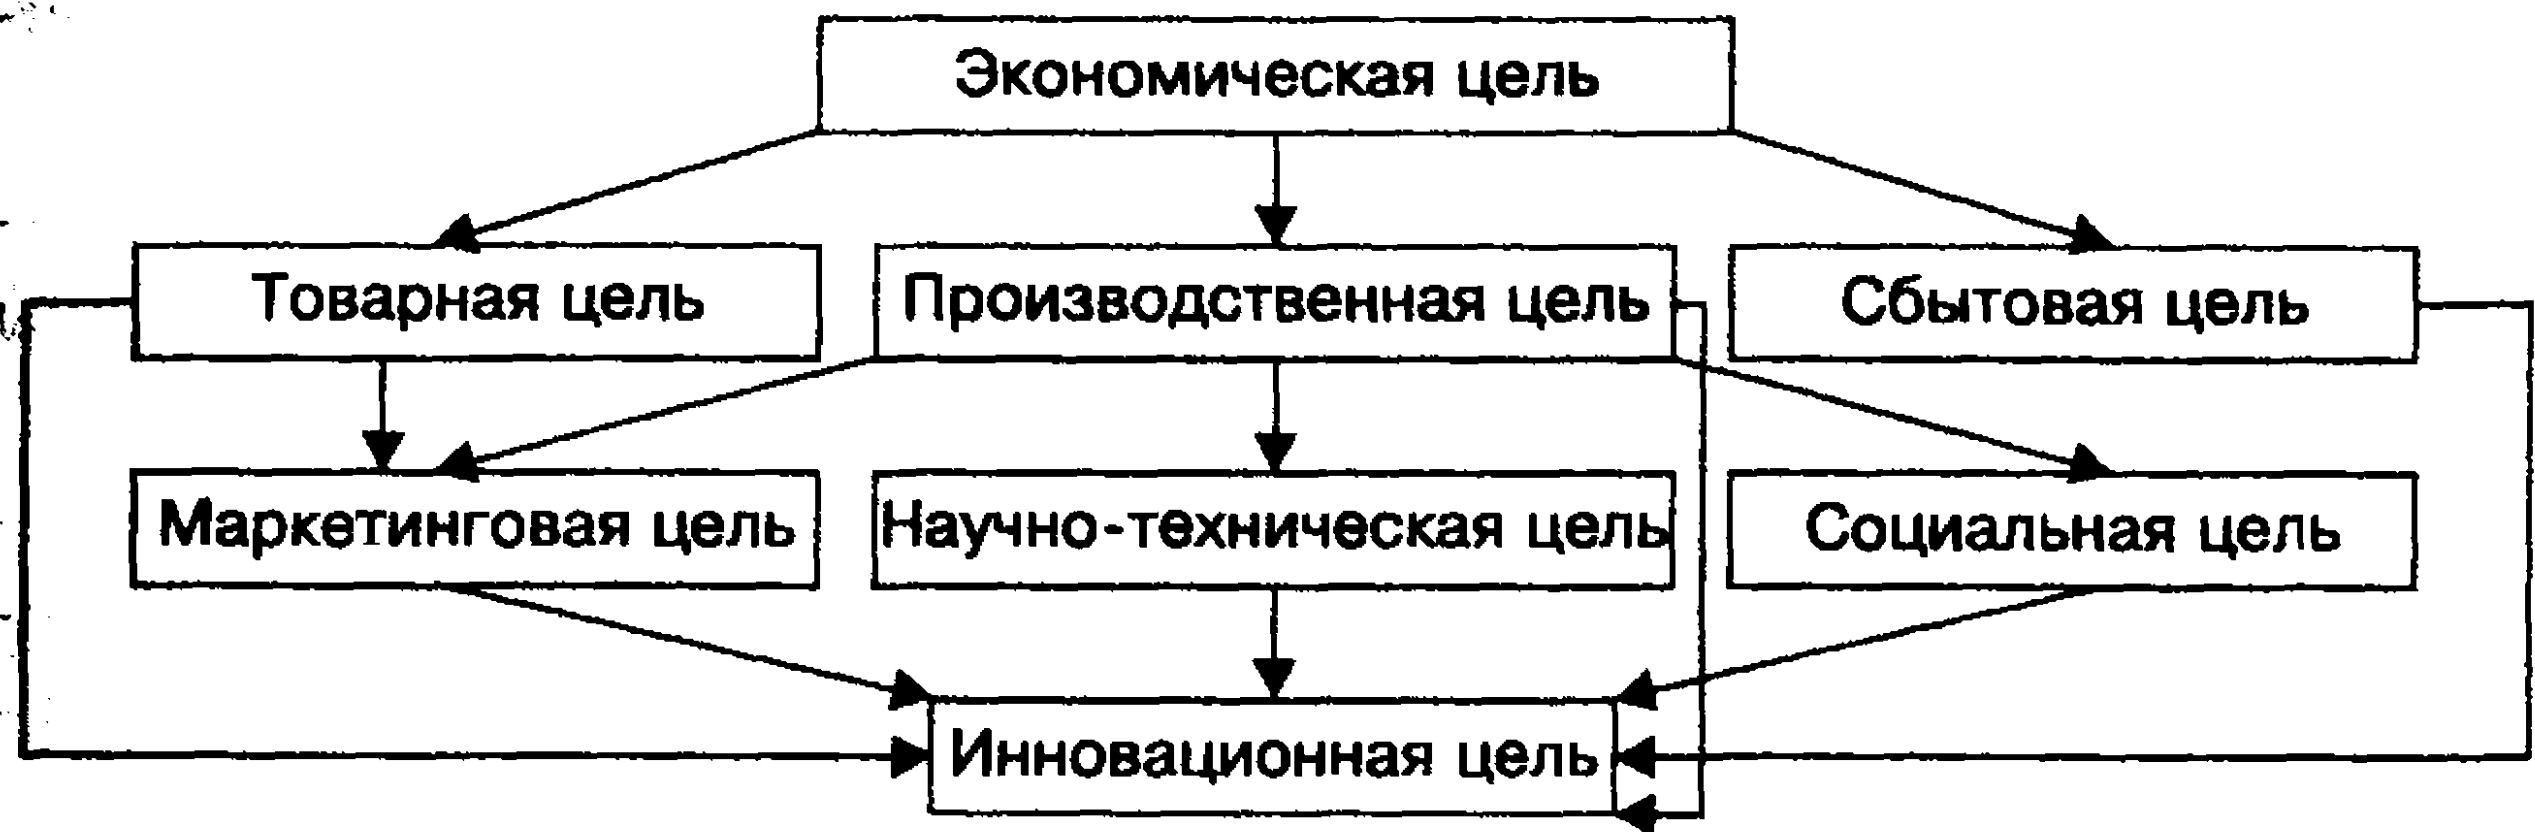 Экономическая цель
Товарная цель
Производственная цель
Сбытовая цель
Маркетинговая цель
Научно-техническая цель
Социальная цель
Инновационная цель